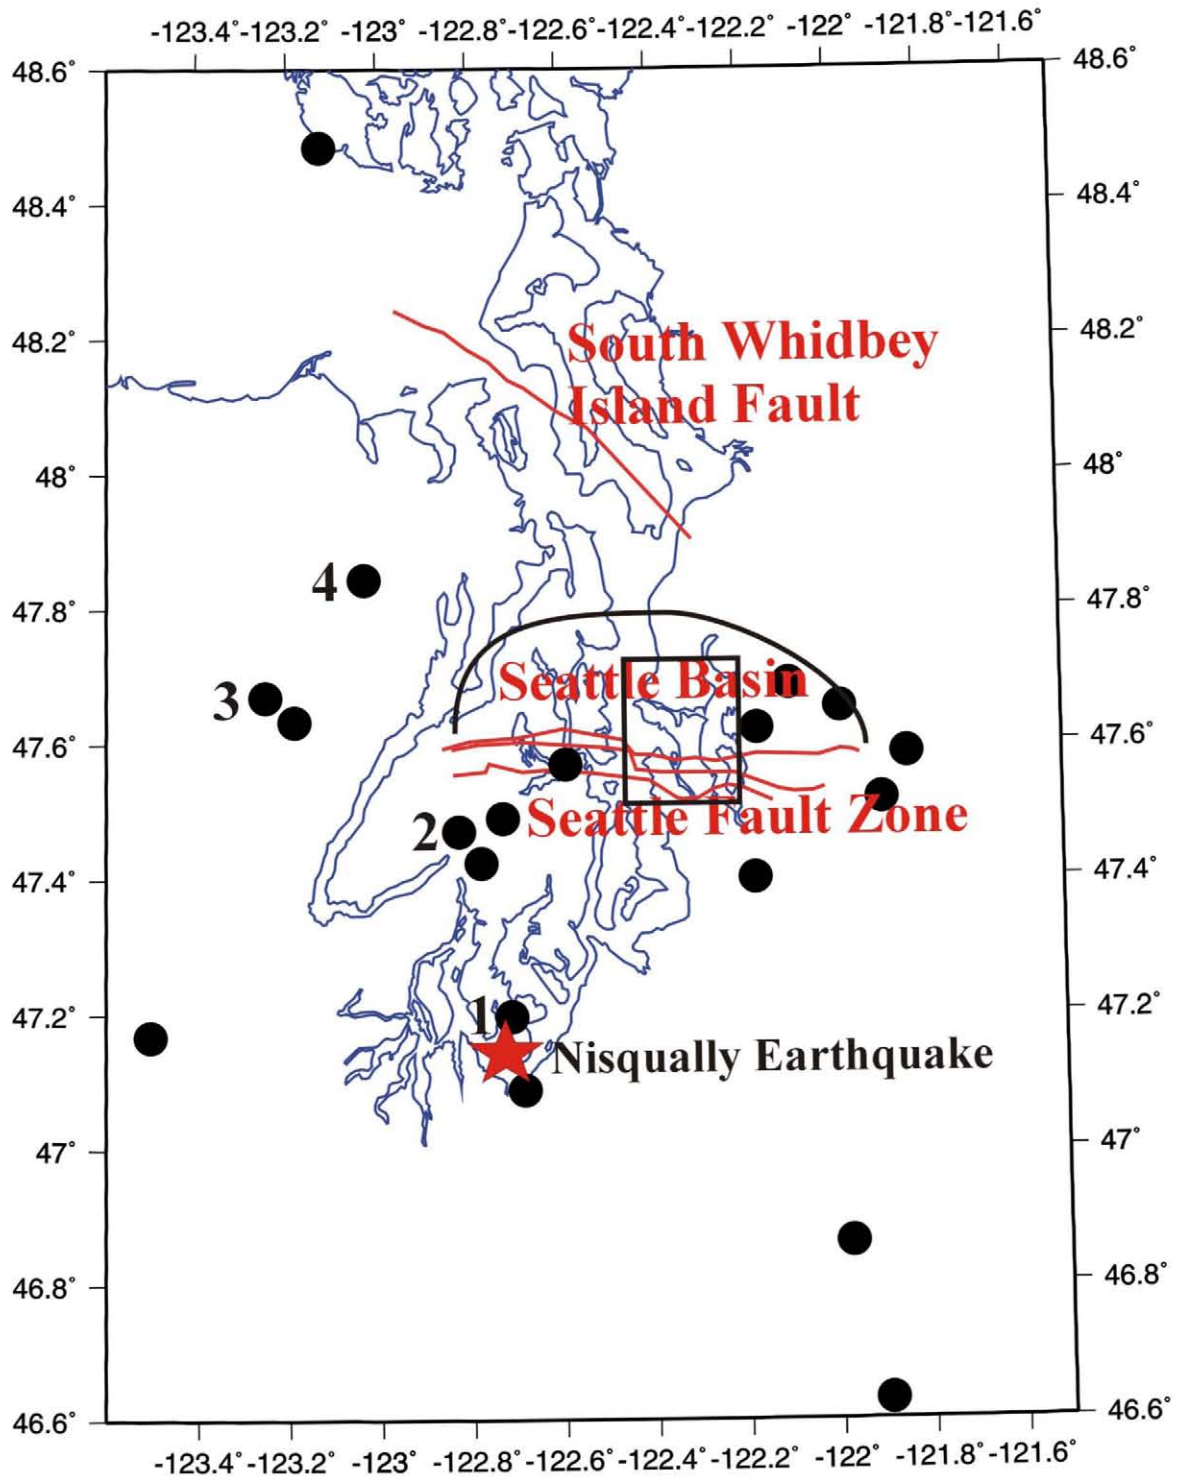 -123.4˚ -123.2˚ -123˚ -122.8˚ -122.6˚ -122.4˚ -122.2˚ -122˚ -121.8˚ -121.6˚
48.6˚ 48.6˚
48.4˚ 48.4˚
48.2˚ 48.2˚
South Whidbey
Island Fault
48˚ 48˚
4
47.8˚ 47.8˚
Seattle Basin
3
47.6˚ 47.6˚
Seattle Fault Zone
2
47.4˚ 47.4˚
1
47.2˚ 47.2˚
Nisqually Earthquake
47˚ 47˚
46.8˚ 46.8˚
46.6˚ 46.6˚
-123.4˚ -123.2˚ -123˚ -122.8˚ -122.6˚ -122.4˚ -122.2˚ -122˚ -121.8˚ -121.6˚